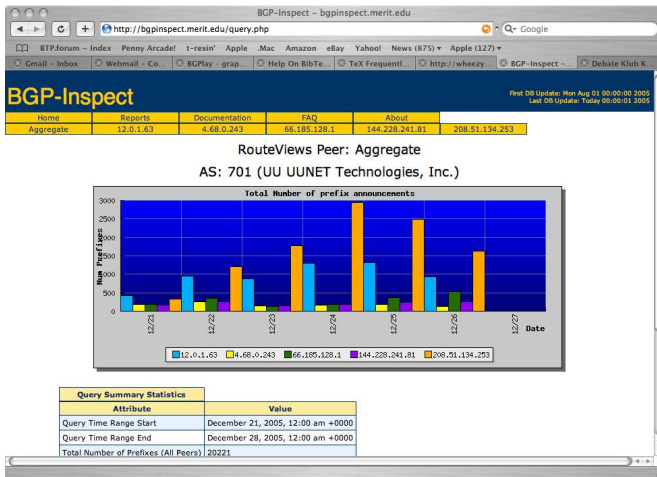 BGP-Inspect - bgpinspect.merit.edu
http://bgpinspect.merit.edu/query.php
Google
BTP.forum - Index Penny Arcade! t-rexin' Apple .Mac Amazon eBay Yahoo! News (875) Apple (127)
Gmail - Inbox
Webmail - Co...
BGPlay - grap...
Help On BibTe...
TeX Frequentl...
http://wheezy...
BGP-Inspect -...
Debate Klub K...
BGP-Inspect
First DB Update: Mon Aug 01 00:00:00 2005
Last DB Update: Today 00:00:01 2005
Home Reports Documentation FAQ About
Aggregate 12.0.1.63 4.68.0.243 66.185.128.1 144.228.241.81 208.51.134.253
RouteViews Peer: Aggregate
AS: 701 (UU UUNET Technologies, Inc.)
Total Number of prefix announcements
Num Prefixes
3000
2500
2000
1500
1000
500
0
12/21 12/22 12/23 12/24 12/25 12/26 12/27
Date
12.0.1.63 4.68.0.243 66.185.128.1 144.228.241.81 208.51.134.253
Query Summary Statistics
Attribute Value
Query Time Range Start December 21, 2005, 12:00 am +0000
Query Time Range End December 28, 2005, 12:00 am +0000
Total Number of Prefixes (All Peers) 20221